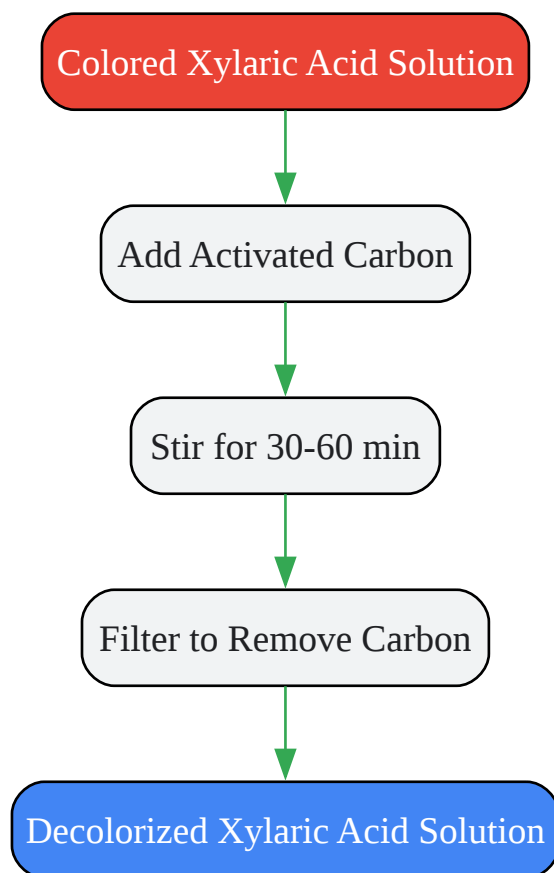 Colored Xylaric Acid Solution
Add Activated Carbon
Stir for 30-60 min
Filter to Remove Carbon
Decolorized Xylaric Acid Solution